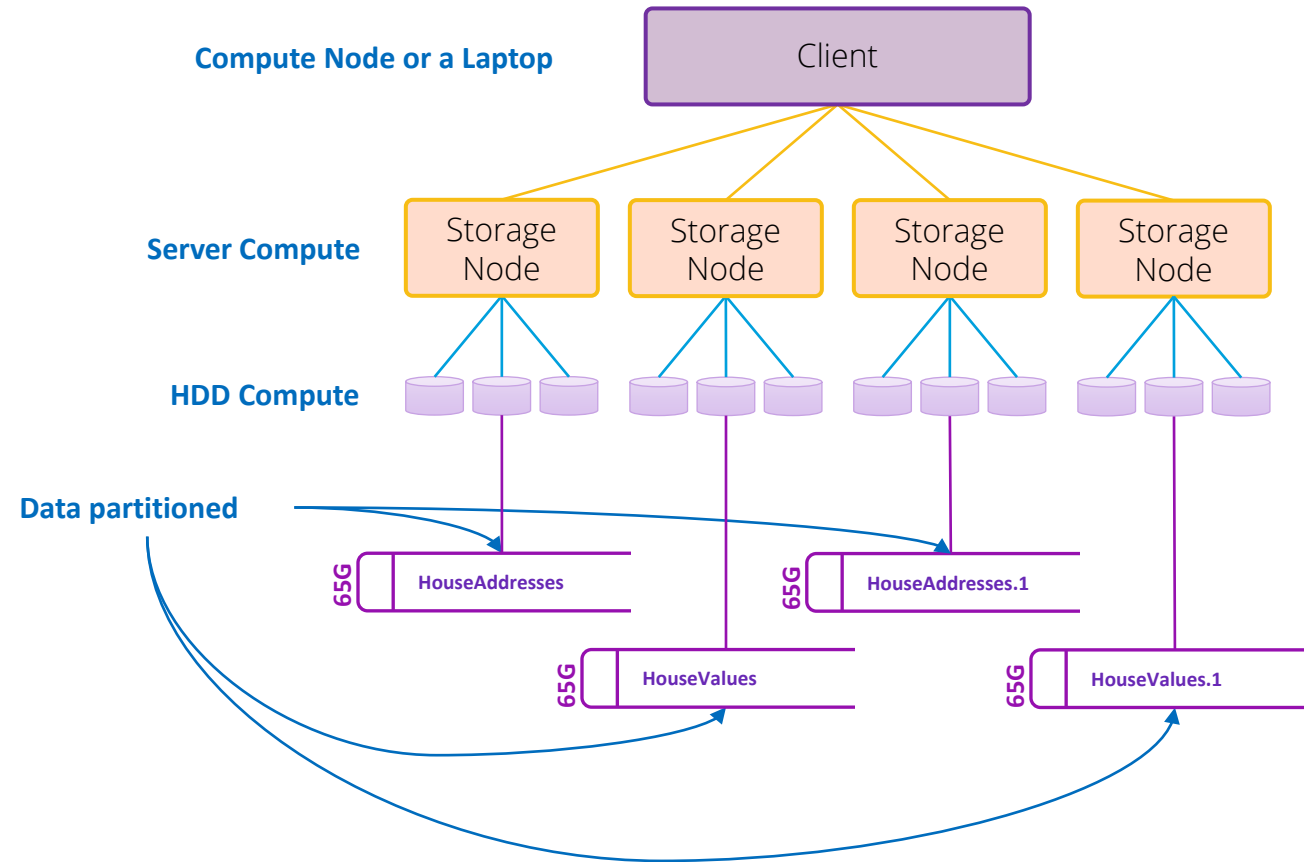 Compute Node or a Laptop
Client
Server Compute
Storage
Node
Storage
Node
Storage
Node
Storage
Node
HDD Compute
Data partitioned
65G
HouseAddresses
65G
HouseAddresses.1
65G
HouseValues
65G
HouseValues.1